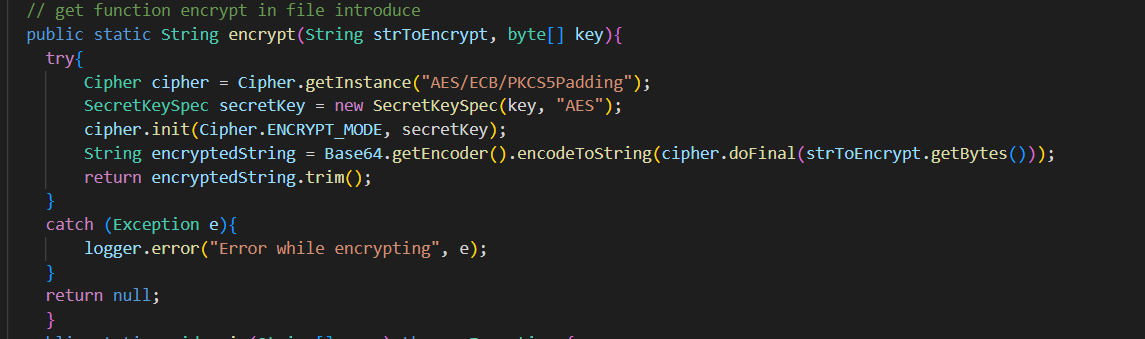 // get function encrypt in file introduce
public static String encrypt(String strToEncrypt, byte[] key){
try{
Cipher cipher = Cipher.getInstance("AES/ECB/PKCS5Padding");
SecretKeySpec secretKey = new SecretKeySpec(key, "AES");
cipher.init(Cipher.ENCRYPT_MODE, secretKey);
String encryptedString = Base64.getEncoder().encodeToString(cipher.doFinal(strToEncrypt.getBytes()));
return encryptedString.trim();
}
catch (Exception e){
logger.error("Error while encrypting", e);
}
return null;
}